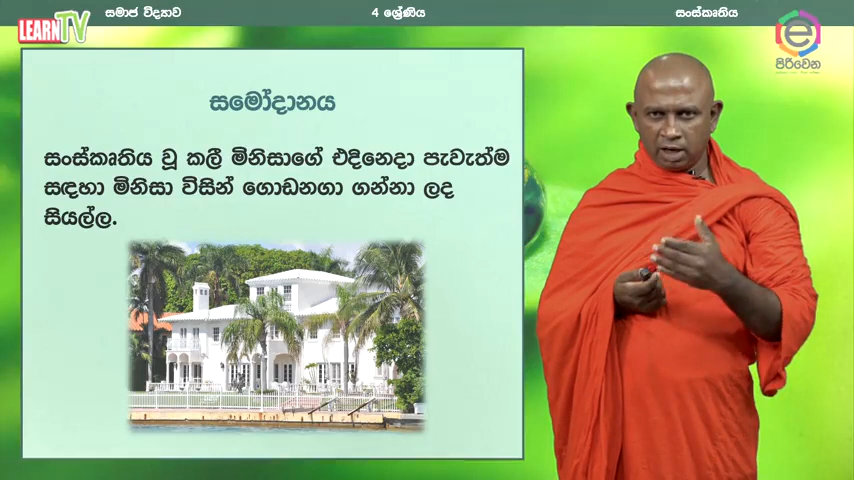 සමාජ විද්‍යාව
4 ශ්‍රේණිය
සංස්කෘතිය
LEARN TV
e
පිරිවෙන
සමෝදානය
සංස්කෘතිය වූ කලී මිනිසාගේ එදිනෙදා පැවැත්ම
සඳහා මිනිසා විසින් ගොඩනගා ගන්නා ලද
සියල්ල.